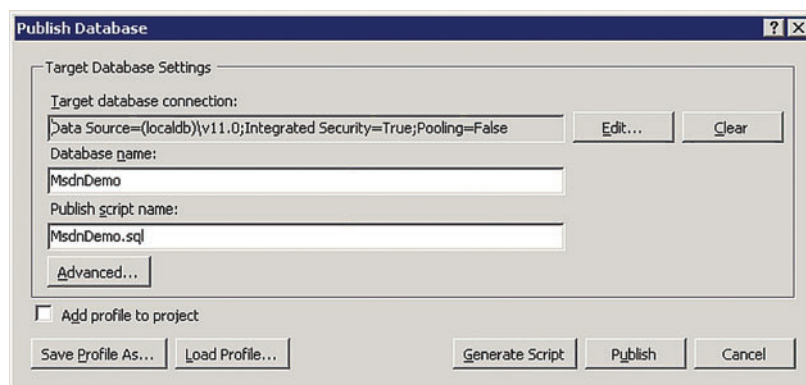 Publish Database
Target Database Settings
Target database connection:
Data Source=(localdb)\v11.0;Integrated Security=True;Pooling=False
Edit...
Clear
Database name:
MsdnDemo
Publish script name:
MsdnDemo.sql
Advanced...
Add profile to project
Save Profile As...
Load Profile...
Generate Script
Publish
Cancel